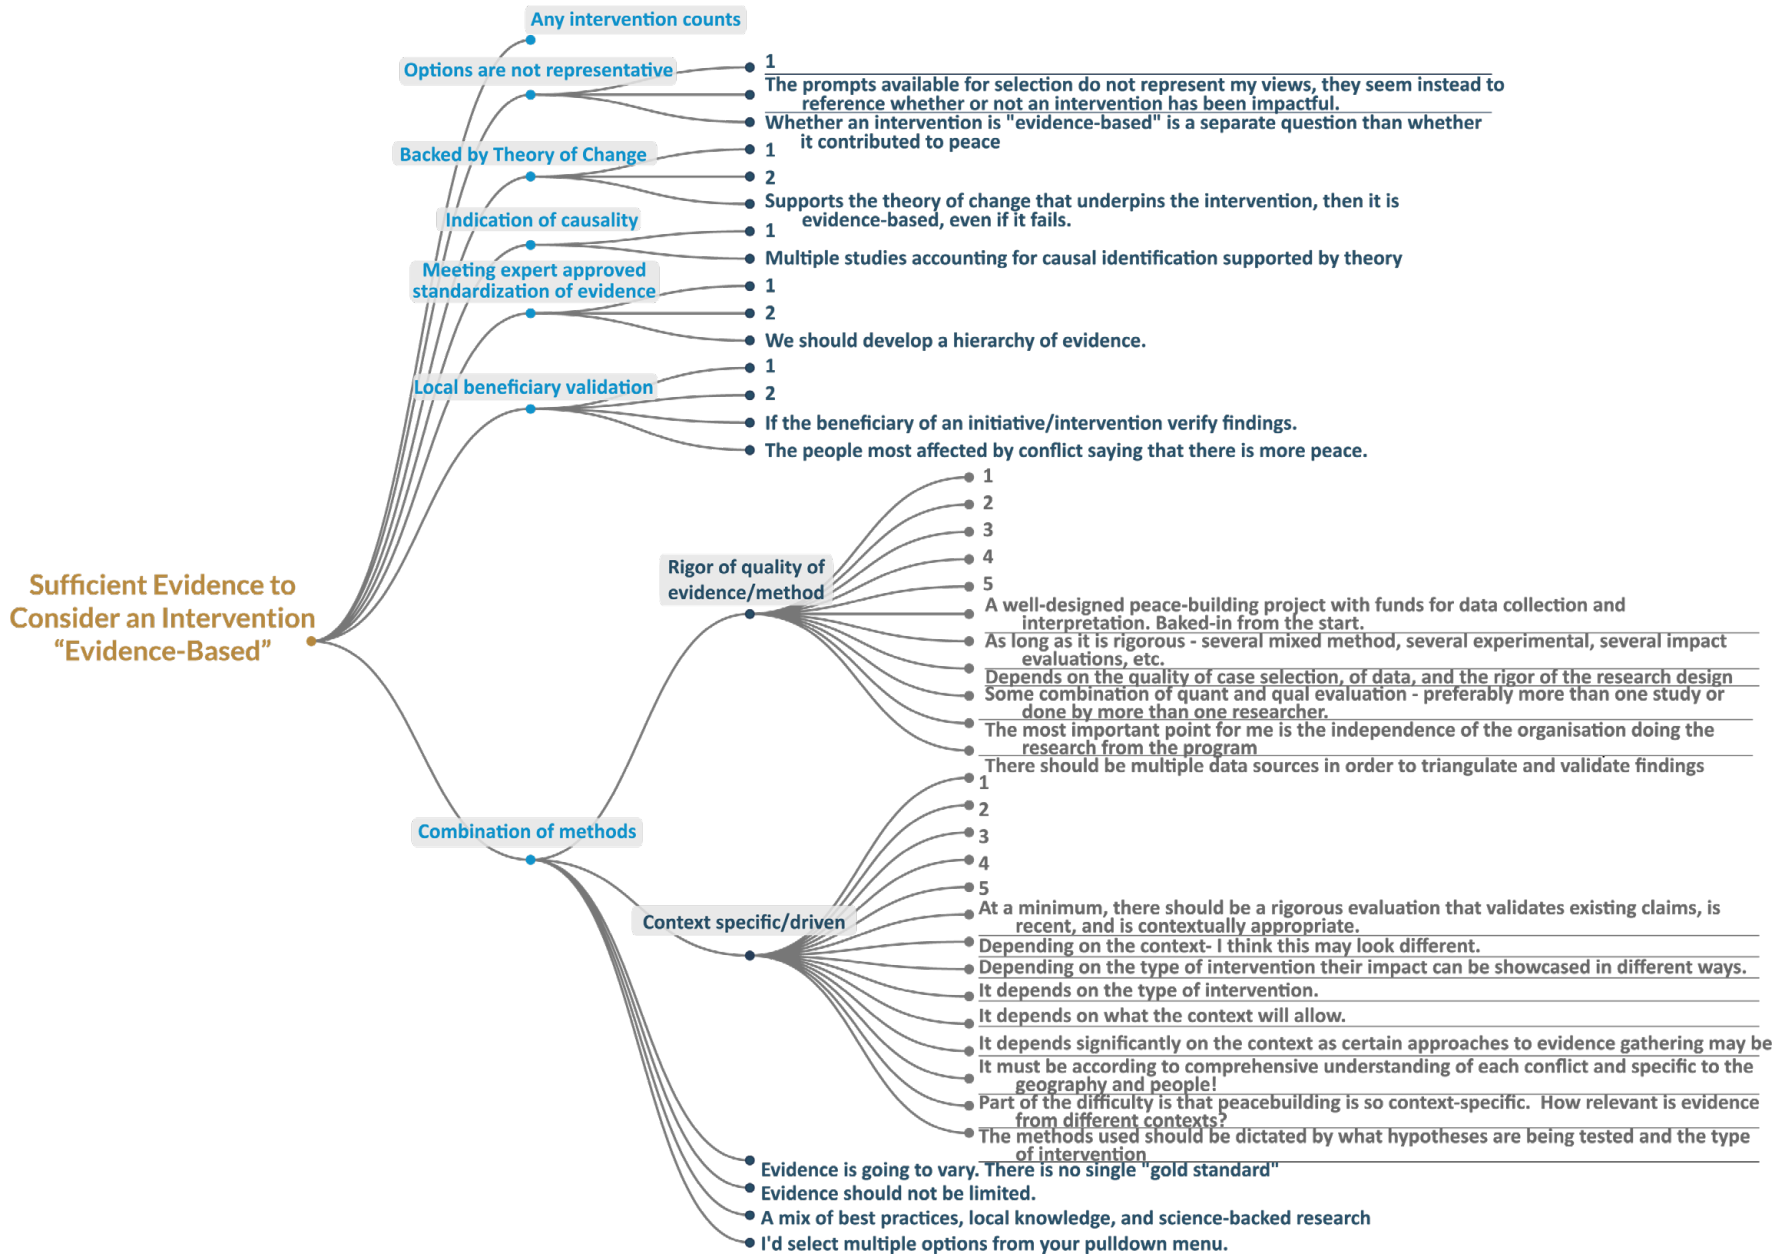 Sufficient Evidence to
Consider an Intervention
“Evidence-Based”
Any intervention counts
Options are not representative
1
The prompts available for selection do not represent my views, they seem instead to
reference whether or not an intervention has been impactful.
Whether an intervention is "evidence-based" is a separate question than whether
it contributed to peace
Backed by Theory of Change
1
2
Supports the theory of change that underpins the intervention, then it is
evidence-based, even if it fails.
Indication of causality
1
Multiple studies accounting for causal identification supported by theory
Meeting expert approved
standardization of evidence
1
2
We should develop a hierarchy of evidence.
Local beneficiary validation
1
2
If the beneficiary of an initiative/intervention verify findings.
The people most affected by conflict saying that there is more peace.
Combination of methods
Rigor of quality of
evidence/method
1
2
3
4
5
A well-designed peace-building project with funds for data collection and
interpretation. Baked-in from the start.
As long as it is rigorous - several mixed method, several experimental, several impact
evaluations, etc.
Depends on the quality of case selection, of data, and the rigor of the research design
Some combination of quant and qual evaluation - preferably more than one study or
done by more than one researcher.
The most important point for me is the independence of the organisation doing the
research from the program
There should be multiple data sources in order to triangulate and validate findings
Context specific/driven
1
2
3
4
5
At a minimum, there should be a rigorous evaluation that validates existing claims, is
recent, and is contextually appropriate.
Depending on the context- I think this may look different.
Depending on the type of intervention their impact can be showcased in different ways.
It depends on the type of intervention.
It depends on what the context will allow.
It depends significantly on the context as certain approaches to evidence gathering may be
It must be according to comprehensive understanding of each conflict and specific to the
geography and people!
Part of the difficulty is that peacebuilding is so context-specific.  How relevant is evidence
from different contexts?
The methods used should be dictated by what hypotheses are being tested and the type
of intervention
Evidence is going to vary. There is no single "gold standard"
Evidence should not be limited.
A mix of best practices, local knowledge, and science-backed research
I'd select multiple options from your pulldown menu.